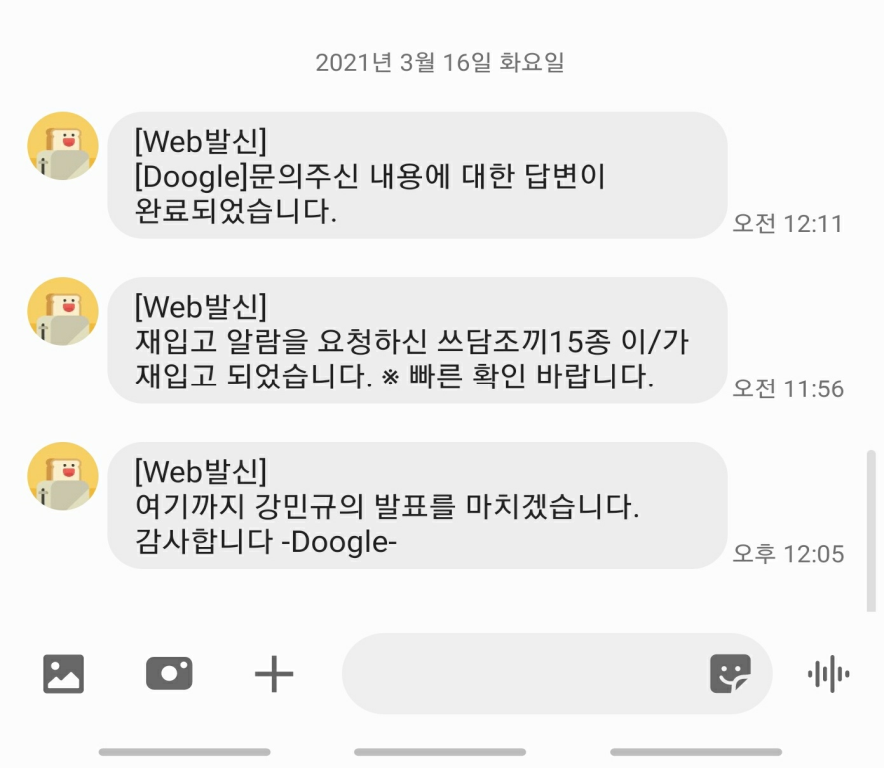 2021년 3월 16일 화요일
[Web발신]
[Doogle]문의주신 내용에 대한 답변이
완료되었습니다.
오전 12:11
[Web발신]
재입고 알람을 요청하신 쓰담조끼15종 이/가
재입고 되었습니다. ※ 빠른 확인 바랍니다.
오전 11:56
[Web발신]
여기까지 강민규의 발표를 마치겠습니다.
감사합니다 -Doogle-
오후 12:05